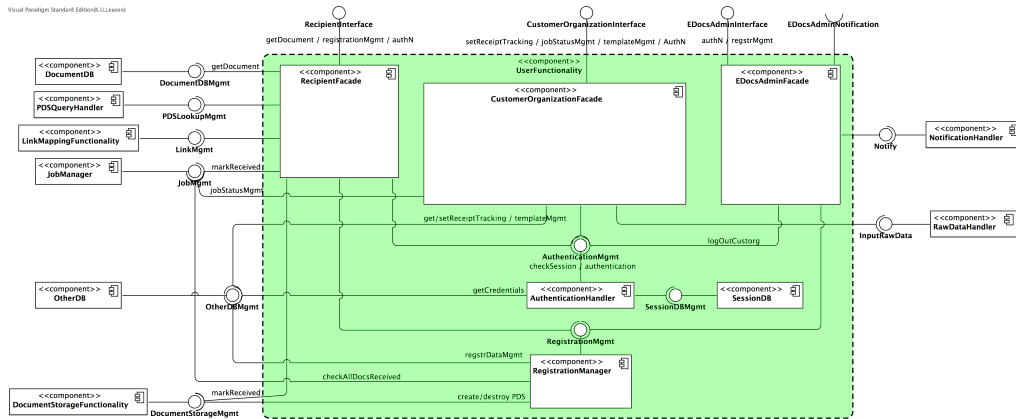 Visual Paradigm Standard Edition(K.U.Leuven)
RecipientInterface
CustomerOrganizationInterface
EDocsAdminInterface
EDocsAdminNotification
getDocument / registrationMgmt / authN
setReceiptTracking / jobStatusMgmt / templateMgmt / AuthN
authN / regstrMgmt
<<component>>
UserFunctionality
<<component>>
DocumentDB
getDocument
DocumentDBMgmt
<<component>>
RecipientFacade
<<component>>
CustomerOrganizationFacade
<<component>>
EDocsAdminFacade
<<component>>
PDSQueryHandler
PDSLookupMgmt
<<component>>
LinkMappingFunctionality
LinkMgmt
<<component>>
NotificationHandler
Notify
<<component>>
JobManager
markReceived
JobMgmt
jobStatusMgmt
get/setReceiptTracking / templateMgmt
<<component>>
RawDataHandler
InputRawData
logOutCustorg
AuthenticationMgmt
checkSession / authentication
<<component>>
OtherDB
OtherDBMgmt
getCredentials
<<component>>
AuthenticationHandler
SessionDBMgmt
<<component>>
SessionDB
RegistrationMgmt
regstrDataMgmt
<<component>>
RegistrationManager
checkAllDocsReceived
<<component>>
DocumentStorageFunctionality
markReceived
DocumentStorageMgmt
create/destroy PDS